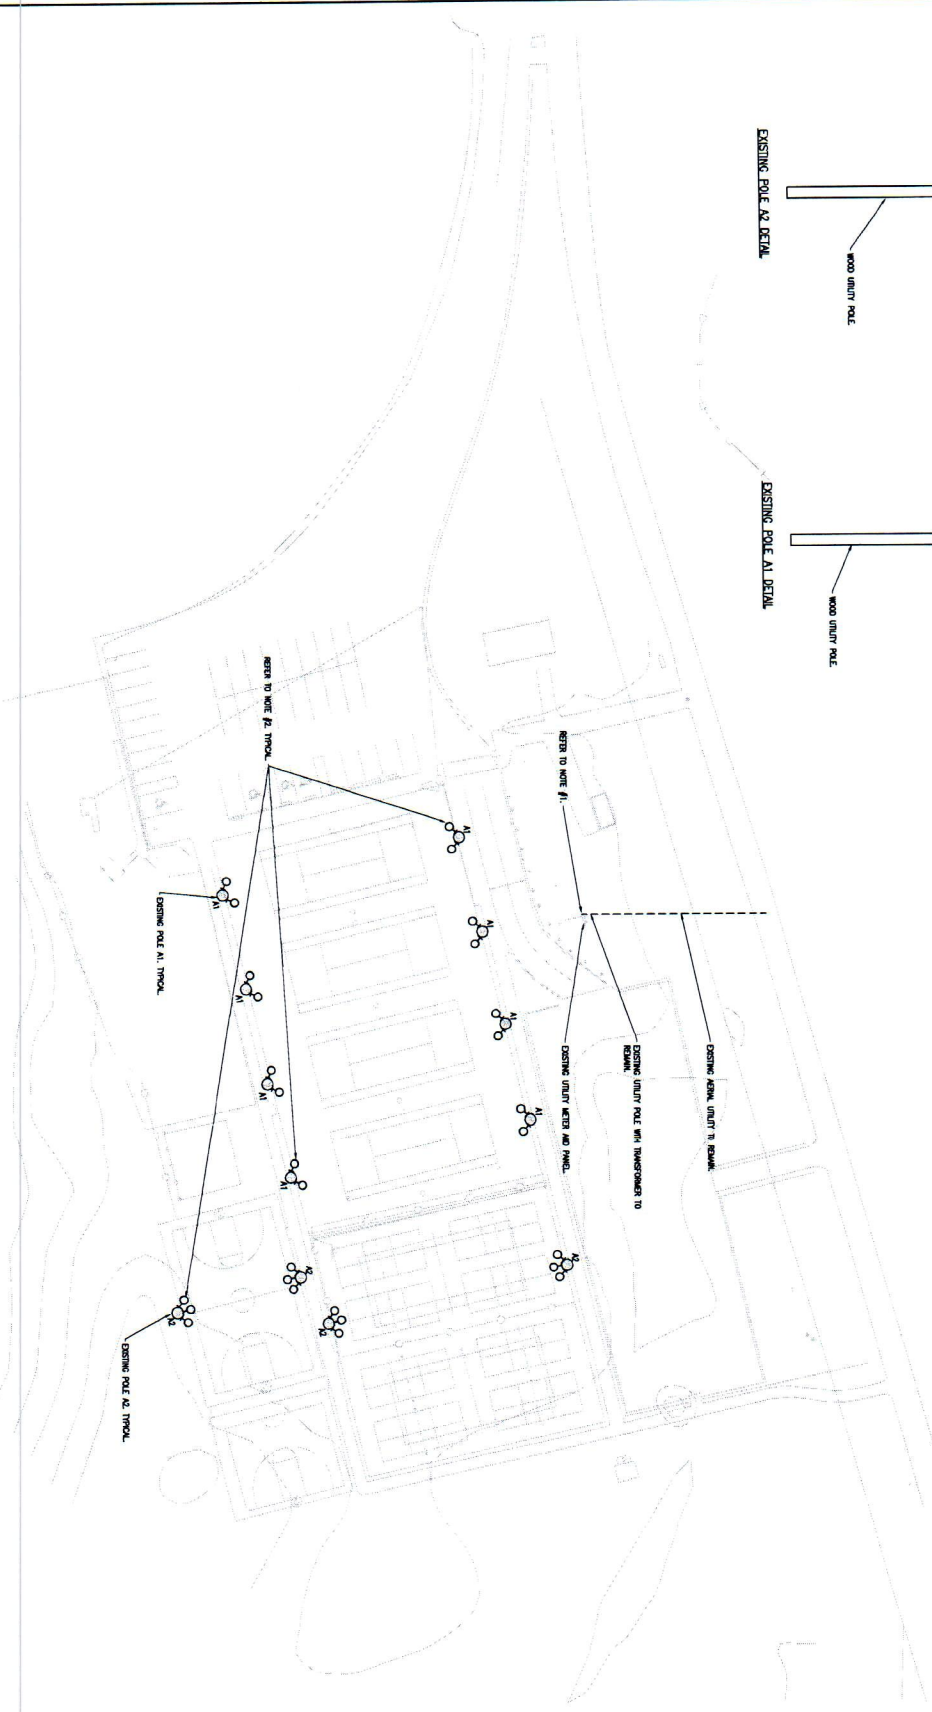 EXISTING POLE A2 DETAIL
WOOD UTILITY POLE.
EXISTING POLE A1 DETAIL
WOOD UTILITY POLE.
REFER TO NOTE #2. TYPICAL.
REFER TO NOTE #1.
EXISTING AERIAL UTILITY TO REMAIN.
EXISTING UTILITY POLE WITH TRANSFORMER TO
REMAIN.
EXISTING UTILITY METER AND PANEL.
EXISTING POLE A1. TYPICAL.
EXISTING POLE A2. TYPICAL.
A1
A1
A1
A1
A2
A1
A1
A1
A1
A2
A2
A2